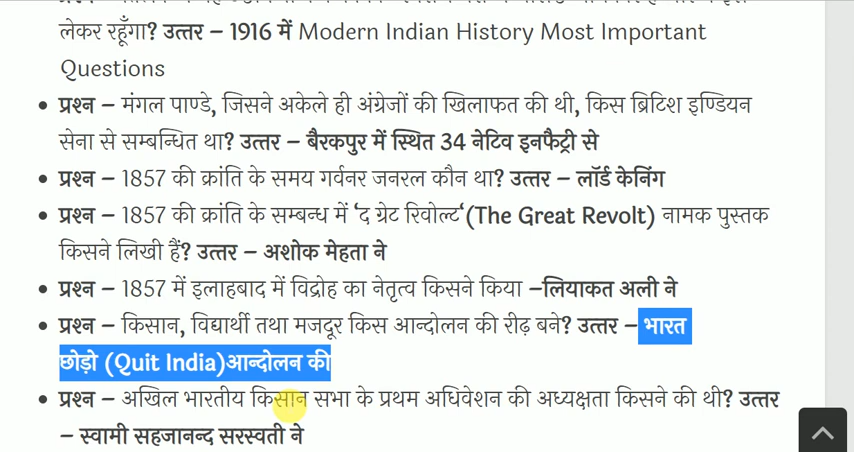 लेकर रहूँगा? उत्तर – 1916 में Modern Indian History Most Important
Questions
प्रश्न – मंगल पाण्डे, जिसने अकेले ही अंग्रेजों की खिलाफत की थी, किस ब्रिटिश इण्डियन
सेना से सम्बन्धित था? उत्तर – बैरकपुर में स्थित 34 नेटिव इनफैट्री से
प्रश्न – 1857 की क्रांति के समय गर्वनर जनरल कौन था? उत्तर – लॉर्ड केनिंग
प्रश्न – 1857 की क्रांति के सम्बन्ध में ‘द ग्रेट रिवोल्ट‘(The Great Revolt) नामक पुस्तक
किसने लिखी हैं? उत्तर – अशोक मेहता ने
प्रश्न – 1857 में इलाहबाद में विद्रोह का नेतृत्व किसने किया –लियाकत अली ने
प्रश्न – किसान, विद्यार्थी तथा मजदूर किस आन्दोलन की रीढ़ बने? उत्तर – भारत
छोड़ो (Quit India)आन्दोलन की
प्रश्न – अखिल भारतीय किसान सभा के प्रथम अधिवेशन की अध्यक्षता किसने की थी? उत्तर
– स्वामी सहजानन्द सरस्वती ने